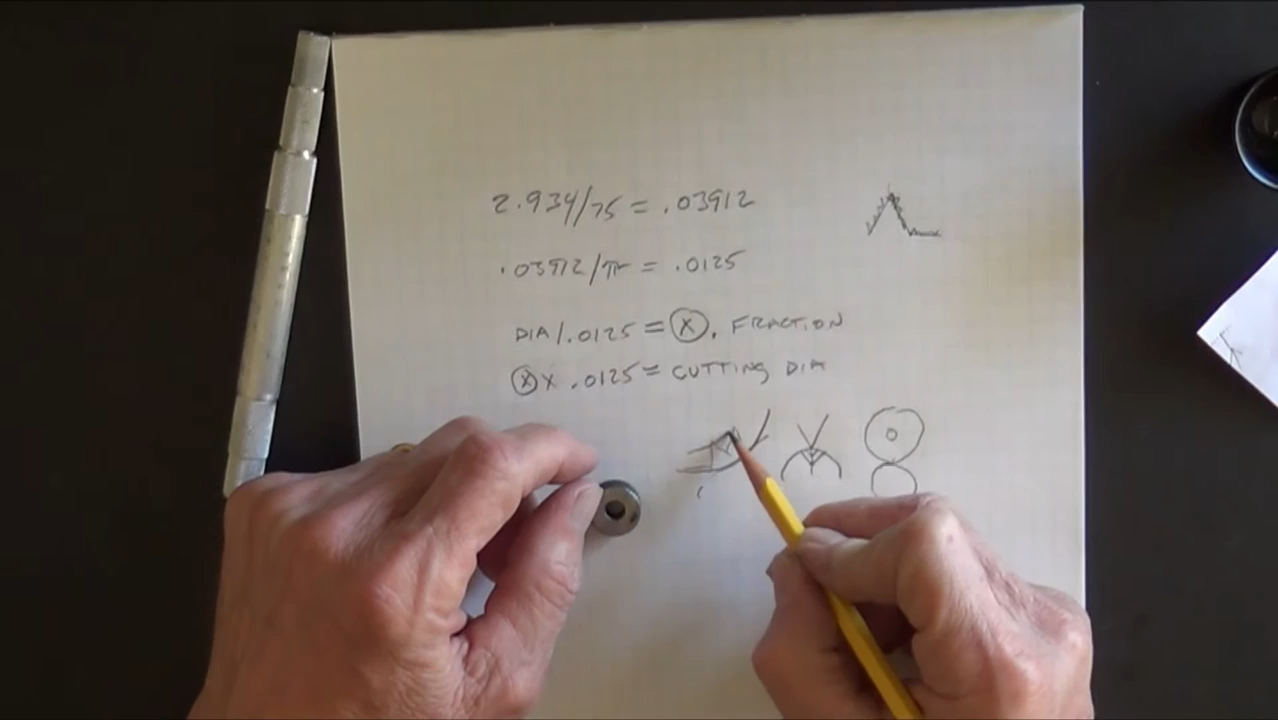 2.934/75 = .03912
.03912/π = .0125
DIA/.0125 = X. FRACTION
X x .0125 = CUTTING DIA